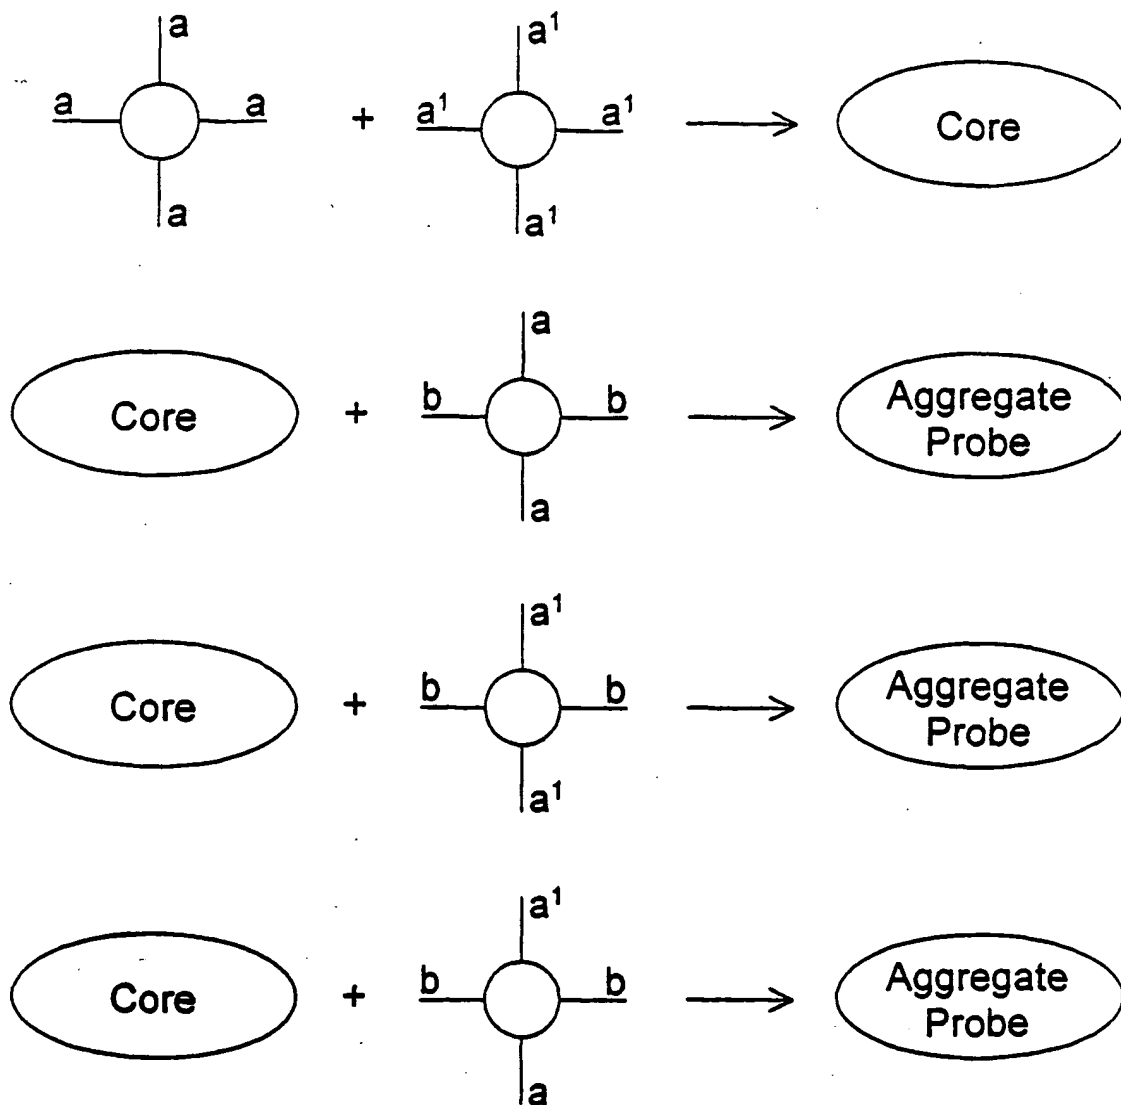 a
a a
a
+
a¹
a¹ a¹
a¹
Core
Core
+
a
b b
a
Aggregate
Probe
Core
+
a¹
b b
a¹
Aggregate
Probe
Core
+
a¹
b b
a
Aggregate
Probe